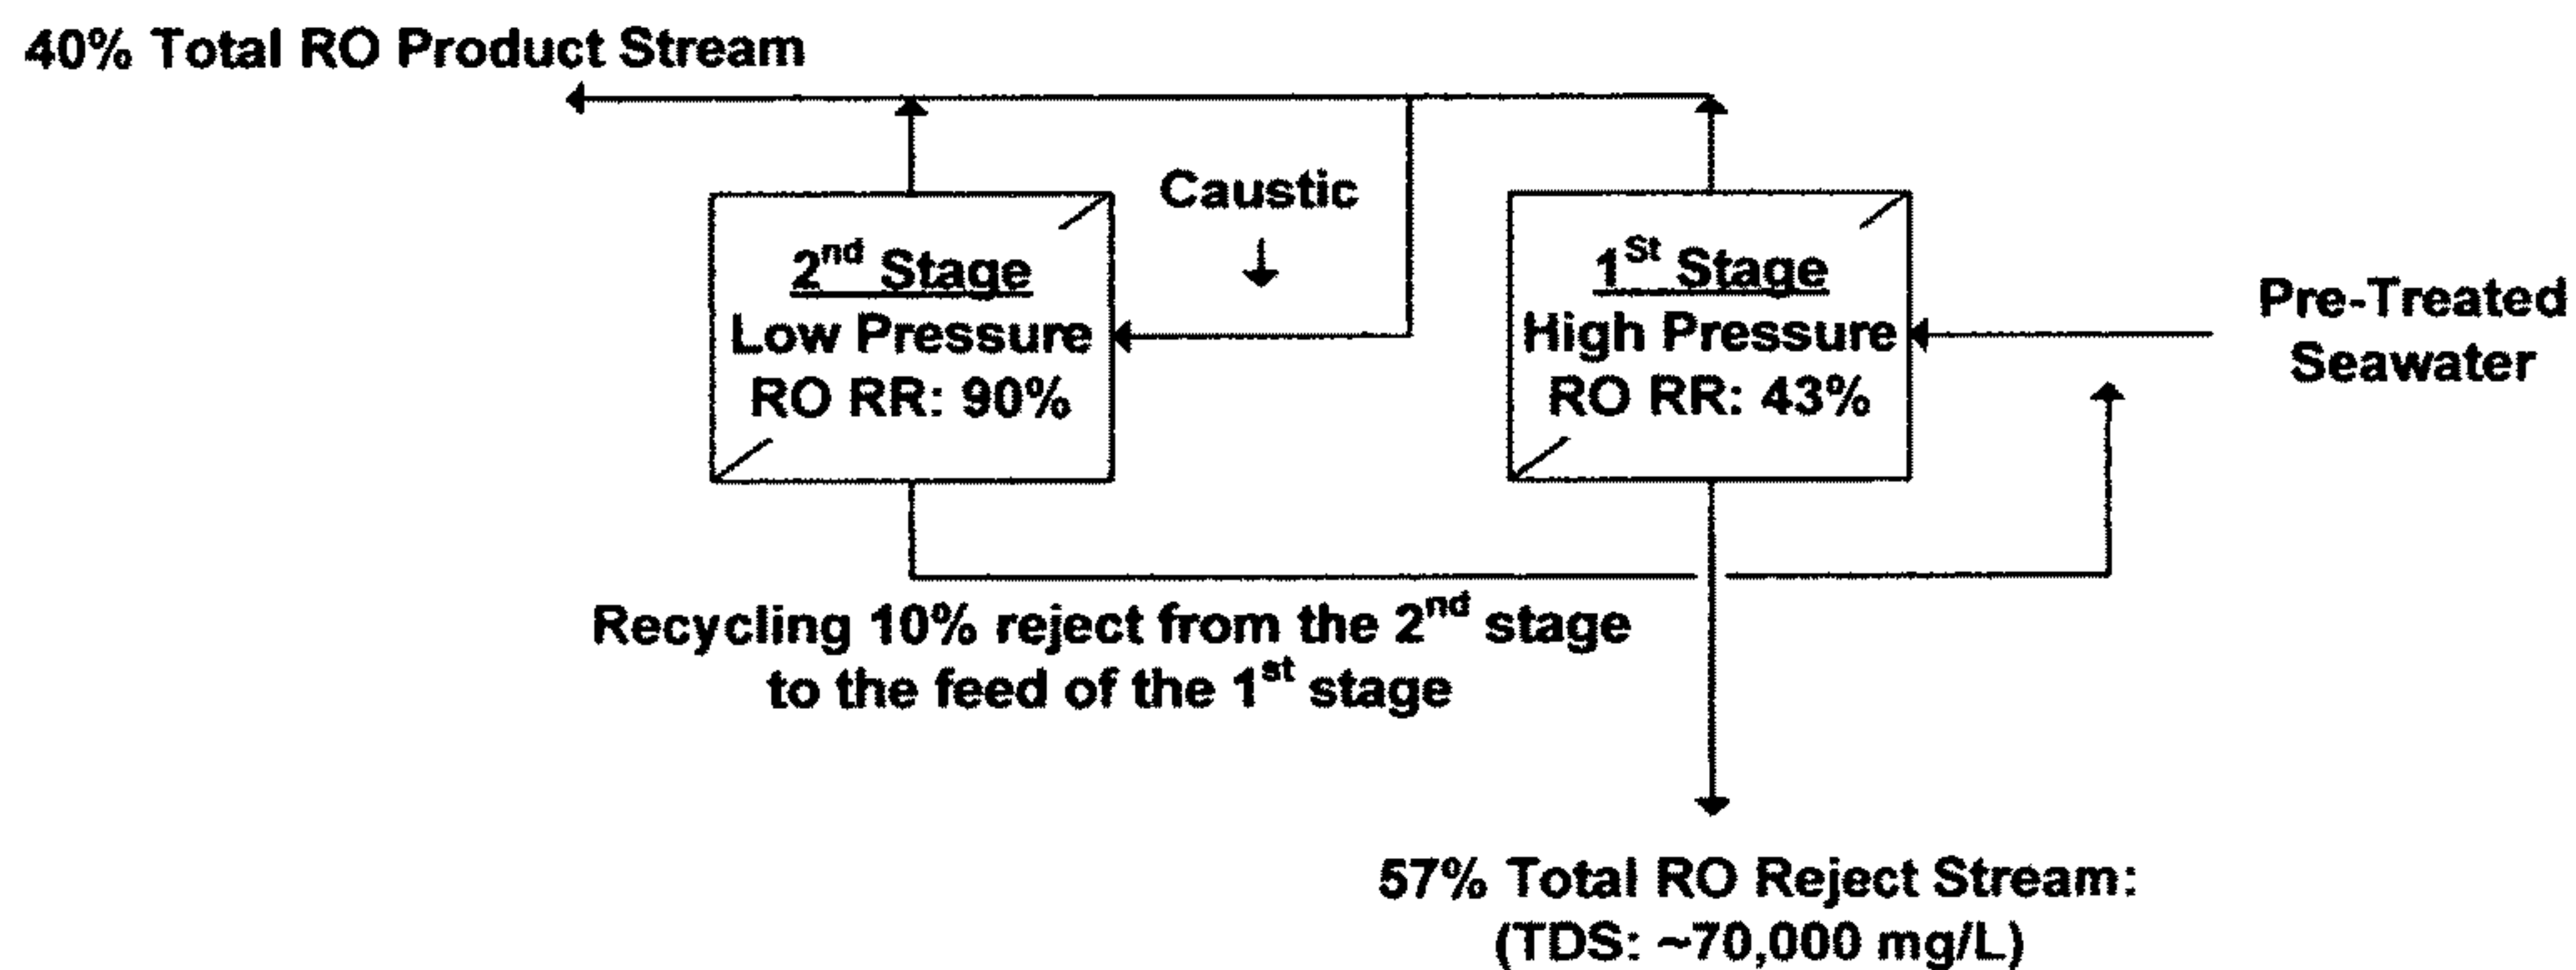 40% Total RO Product Stream
Caustic
2nd Stage
Low Pressure
RO RR: 90%
1St Stage
High Pressure
RO RR: 43%
Pre-Treated
Seawater
Recycling 10% reject from the 2nd stage
to the feed of the 1st stage
57% Total RO Reject Stream:
(TDS: ~70,000 mg/L)